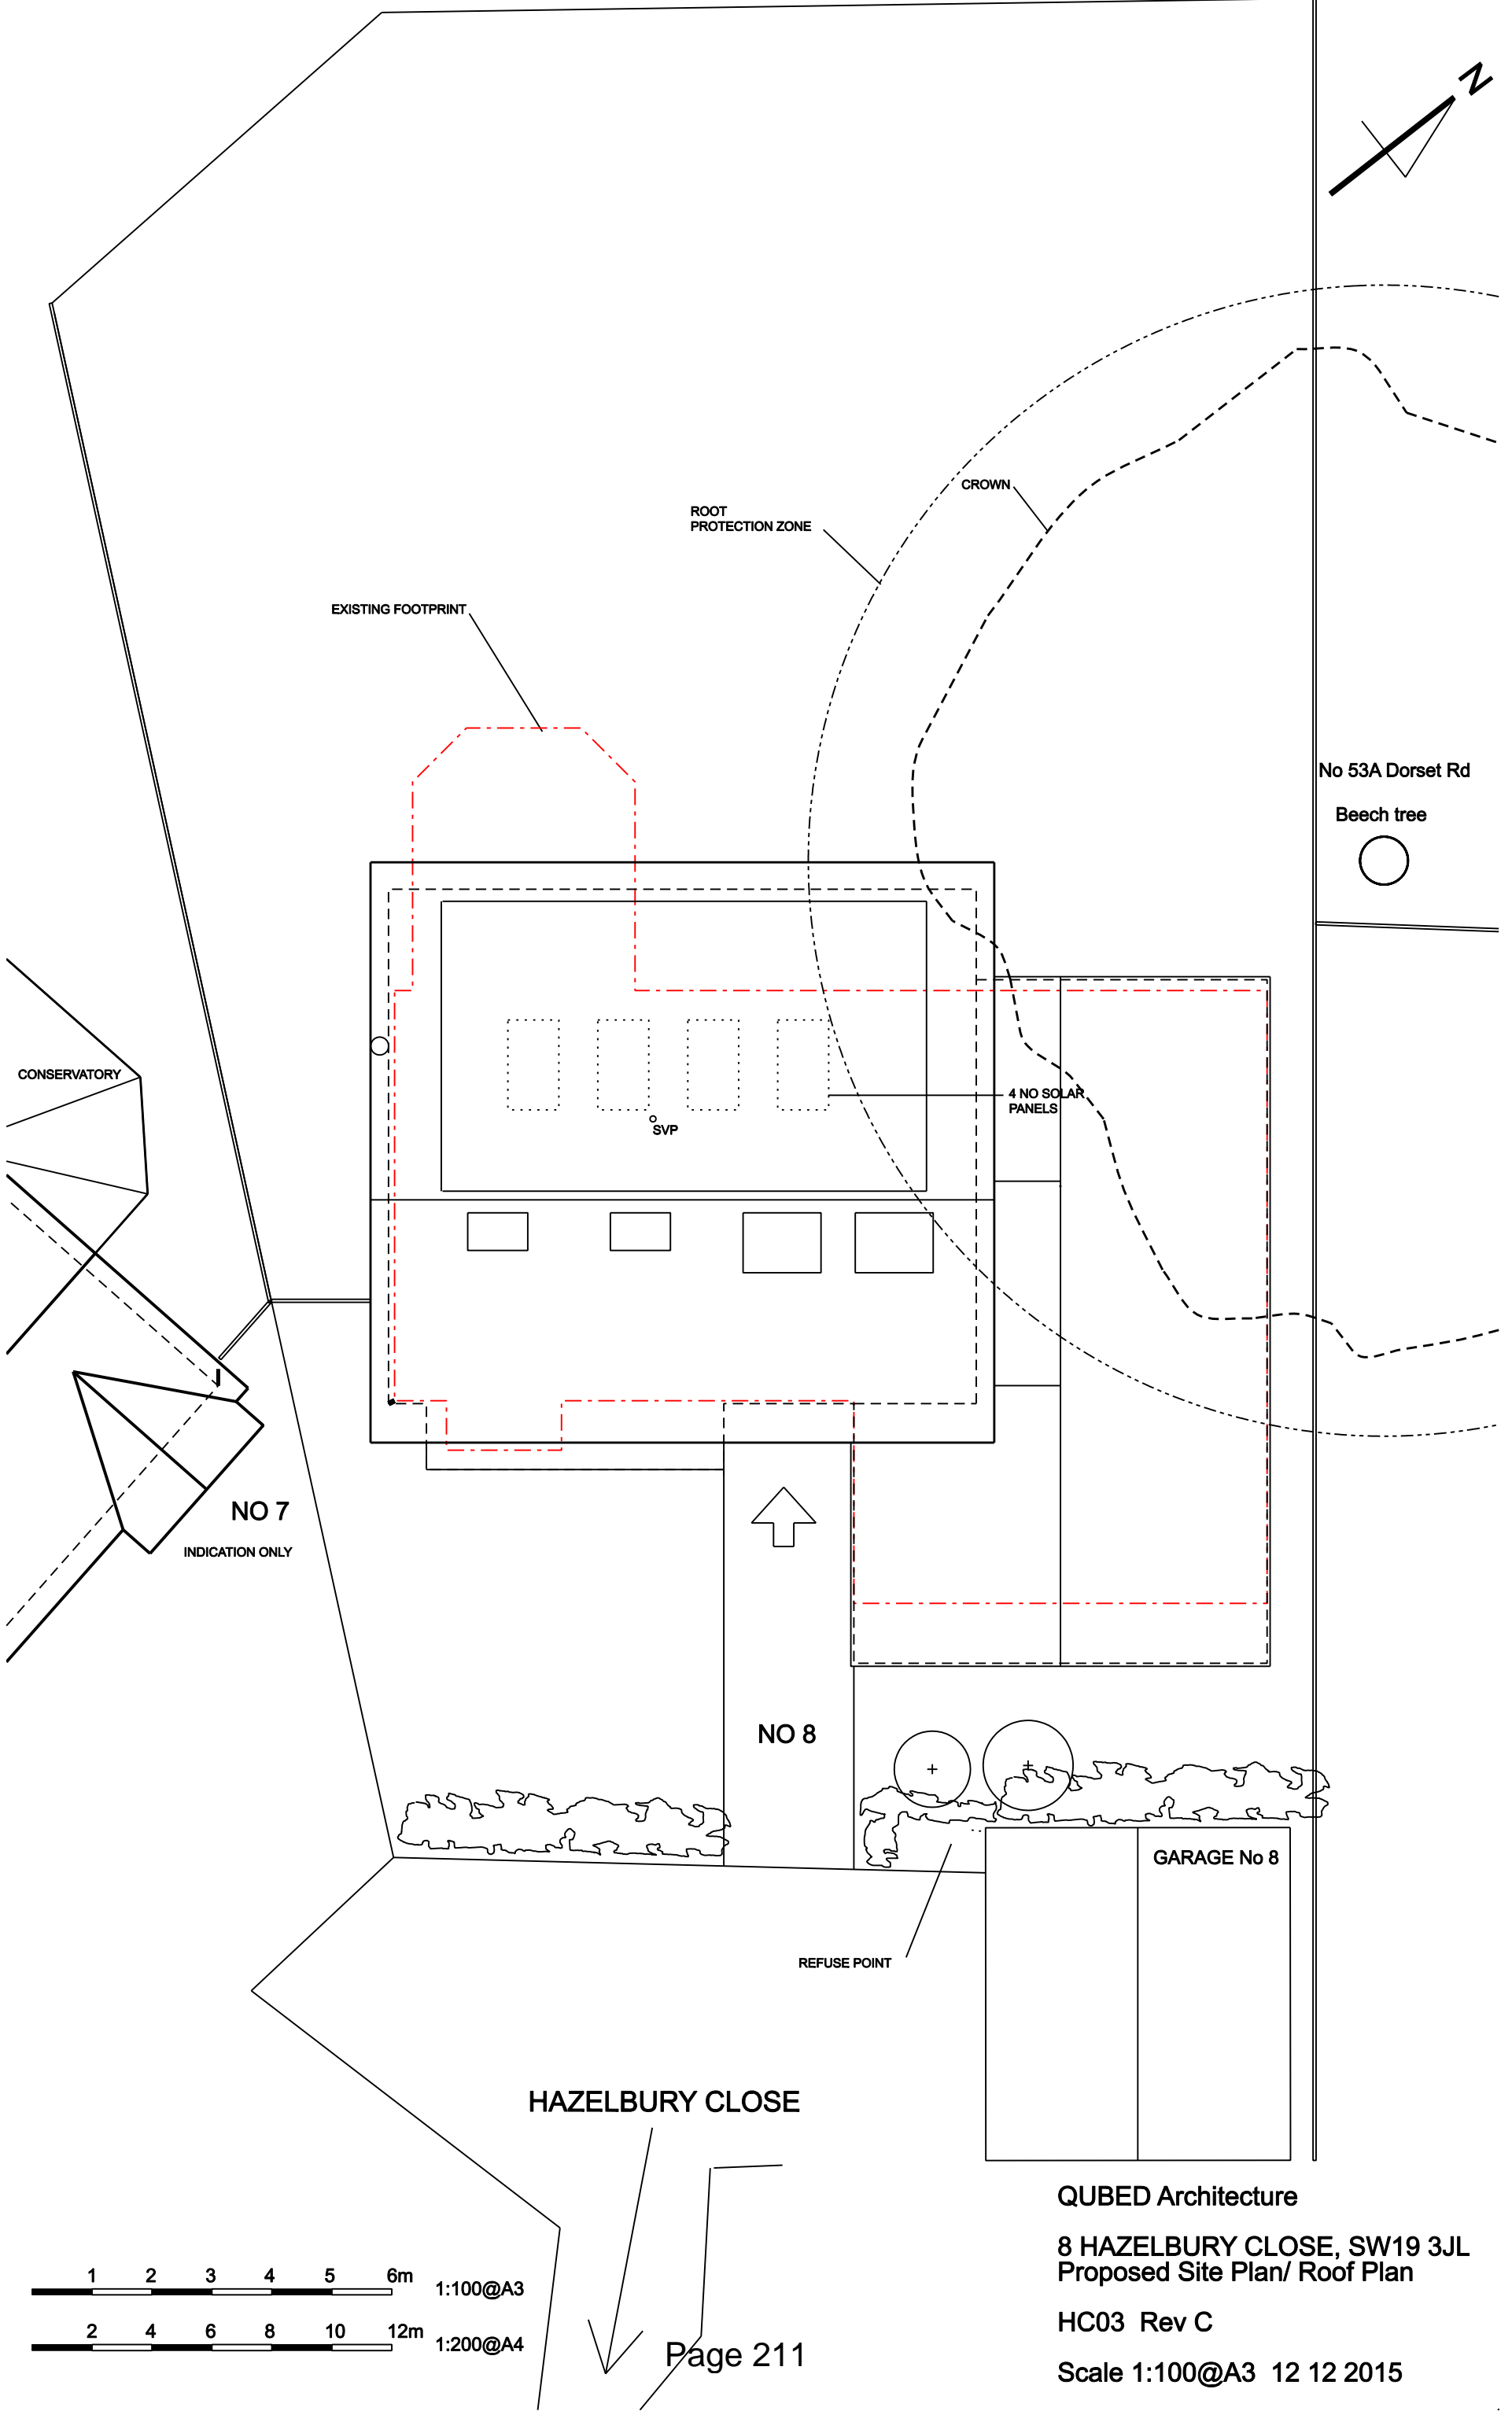 N
CROWN
ROOT
PROTECTION ZONE
EXISTING FOOTPRINT
No 53A Dorset Rd
Beech tree
CONSERVATORY
4 NO SOLAR
PANELS
SVP
NO 7
INDICATION ONLY
NO 8
GARAGE No 8
REFUSE POINT
HAZELBURY CLOSE
QUBED Architecture
8 HAZELBURY CLOSE, SW19 3JL
Proposed Site Plan/ Roof Plan
HC03 Rev C
Scale 1:100@A3 12 12 2015
1 2 3 4 5 6m
1:100@A3
2 4 6 8 10 12m
1:200@A4
Page 211